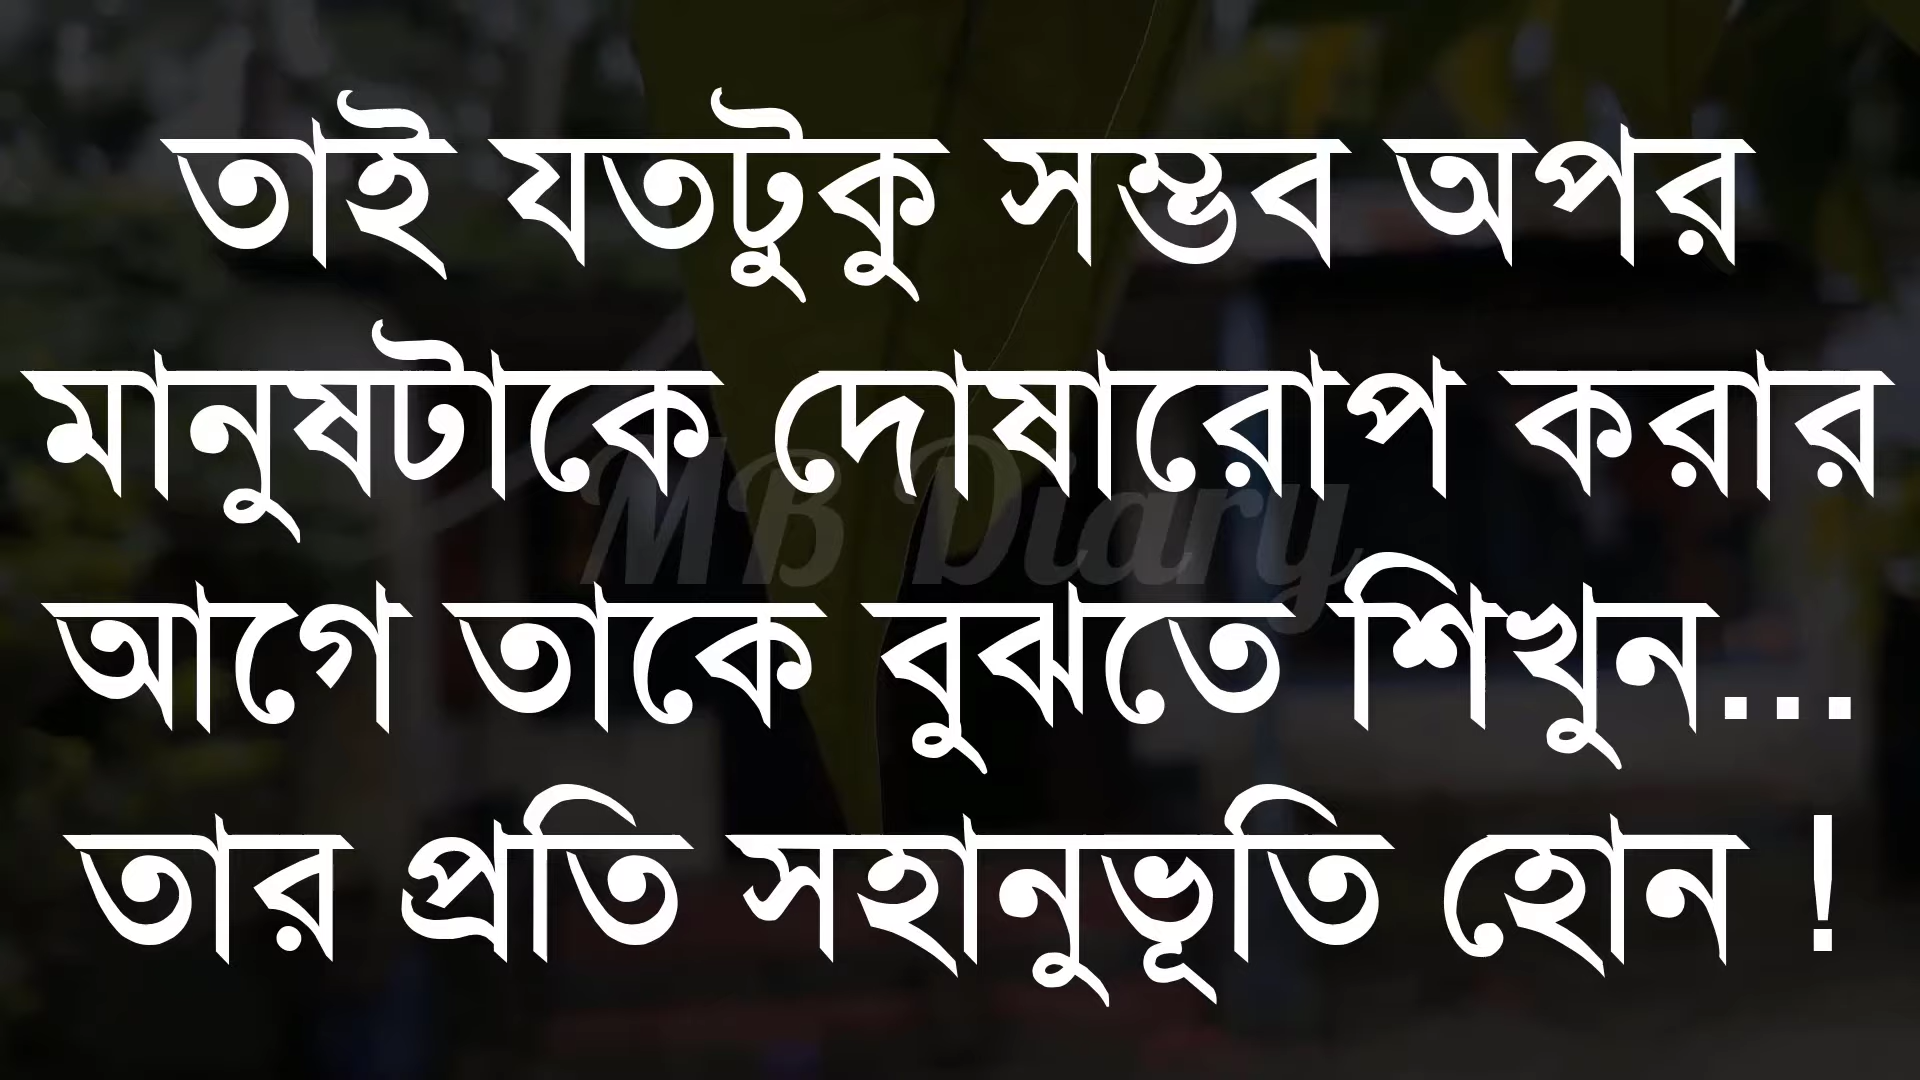 তাই যতটুকু সম্ভব অপর
মানুষটাকে দোষারোপ করার
MB Diary
আগে তাকে বুঝতে শিখুন...
তার প্রতি সহানুভূতি হোন !